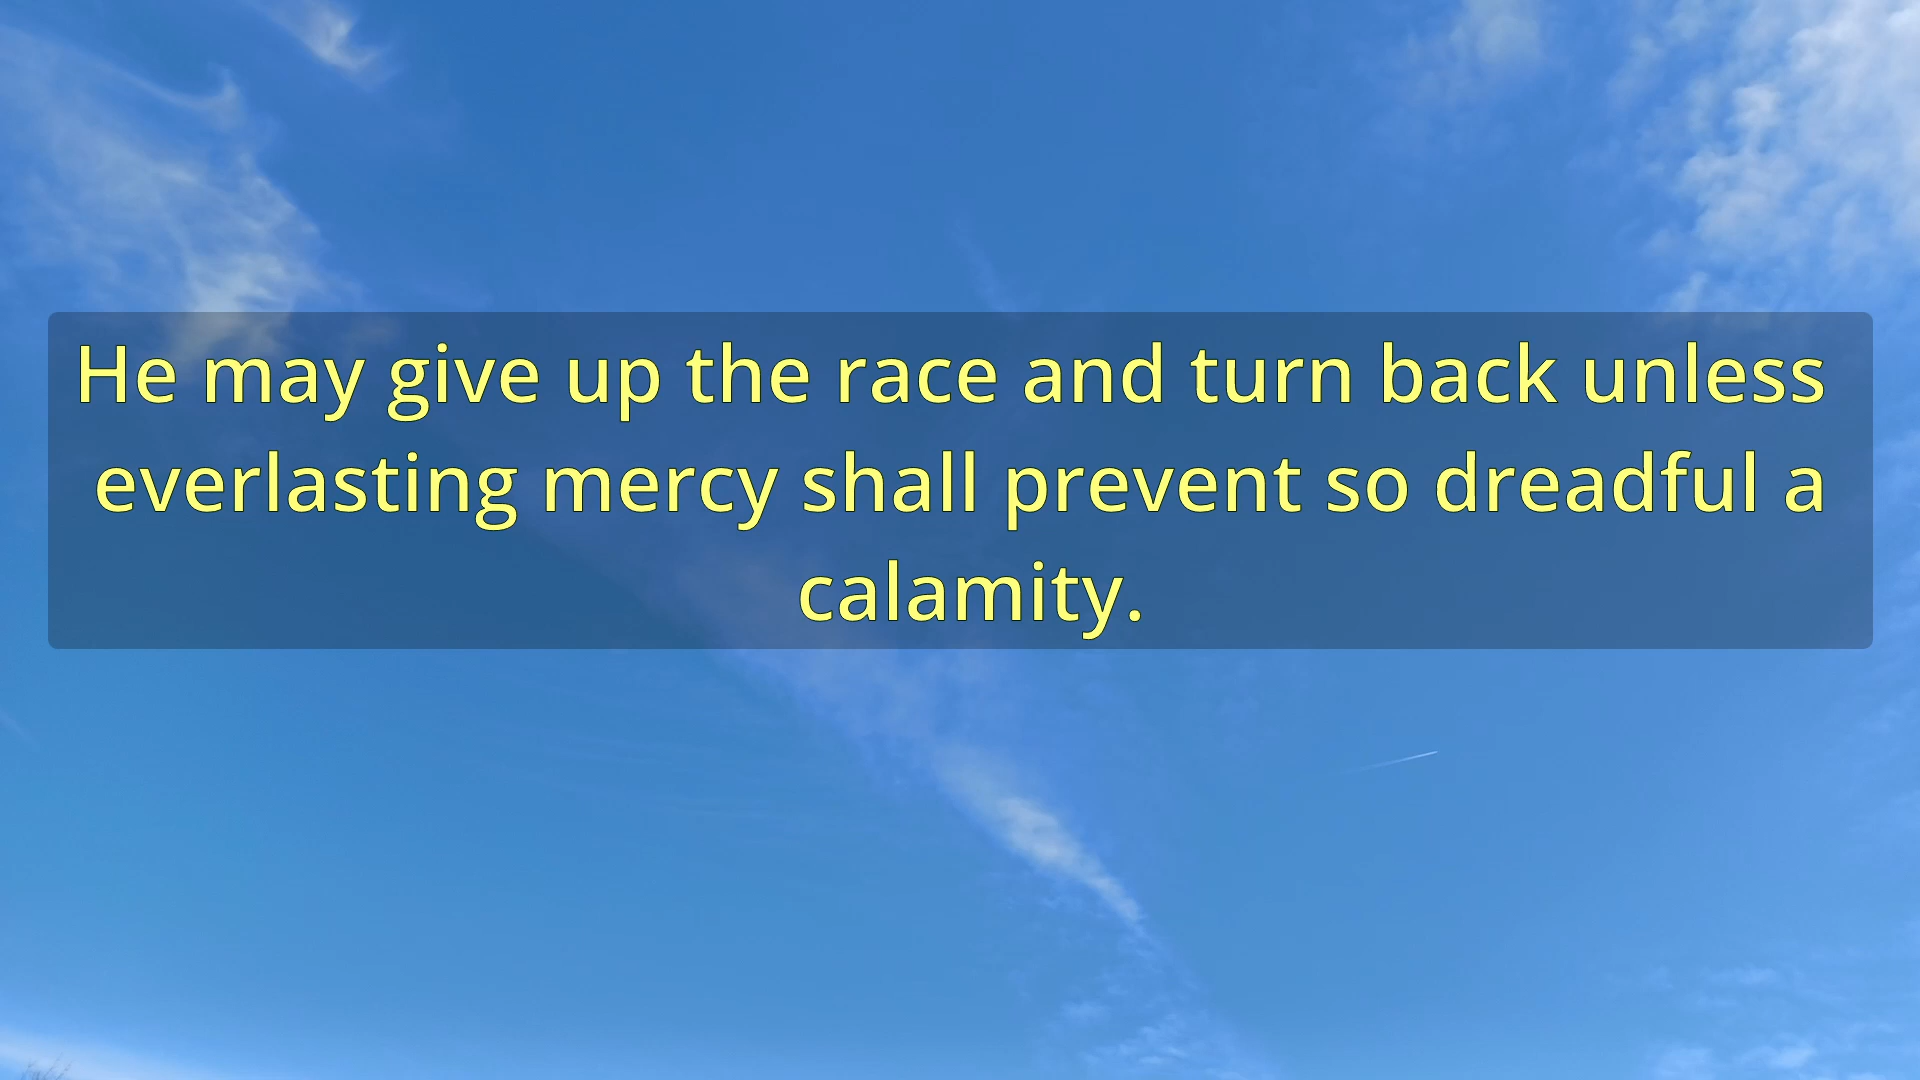 He may give up the race and turn back unless
everlasting mercy shall prevent so dreadful a
calamity.